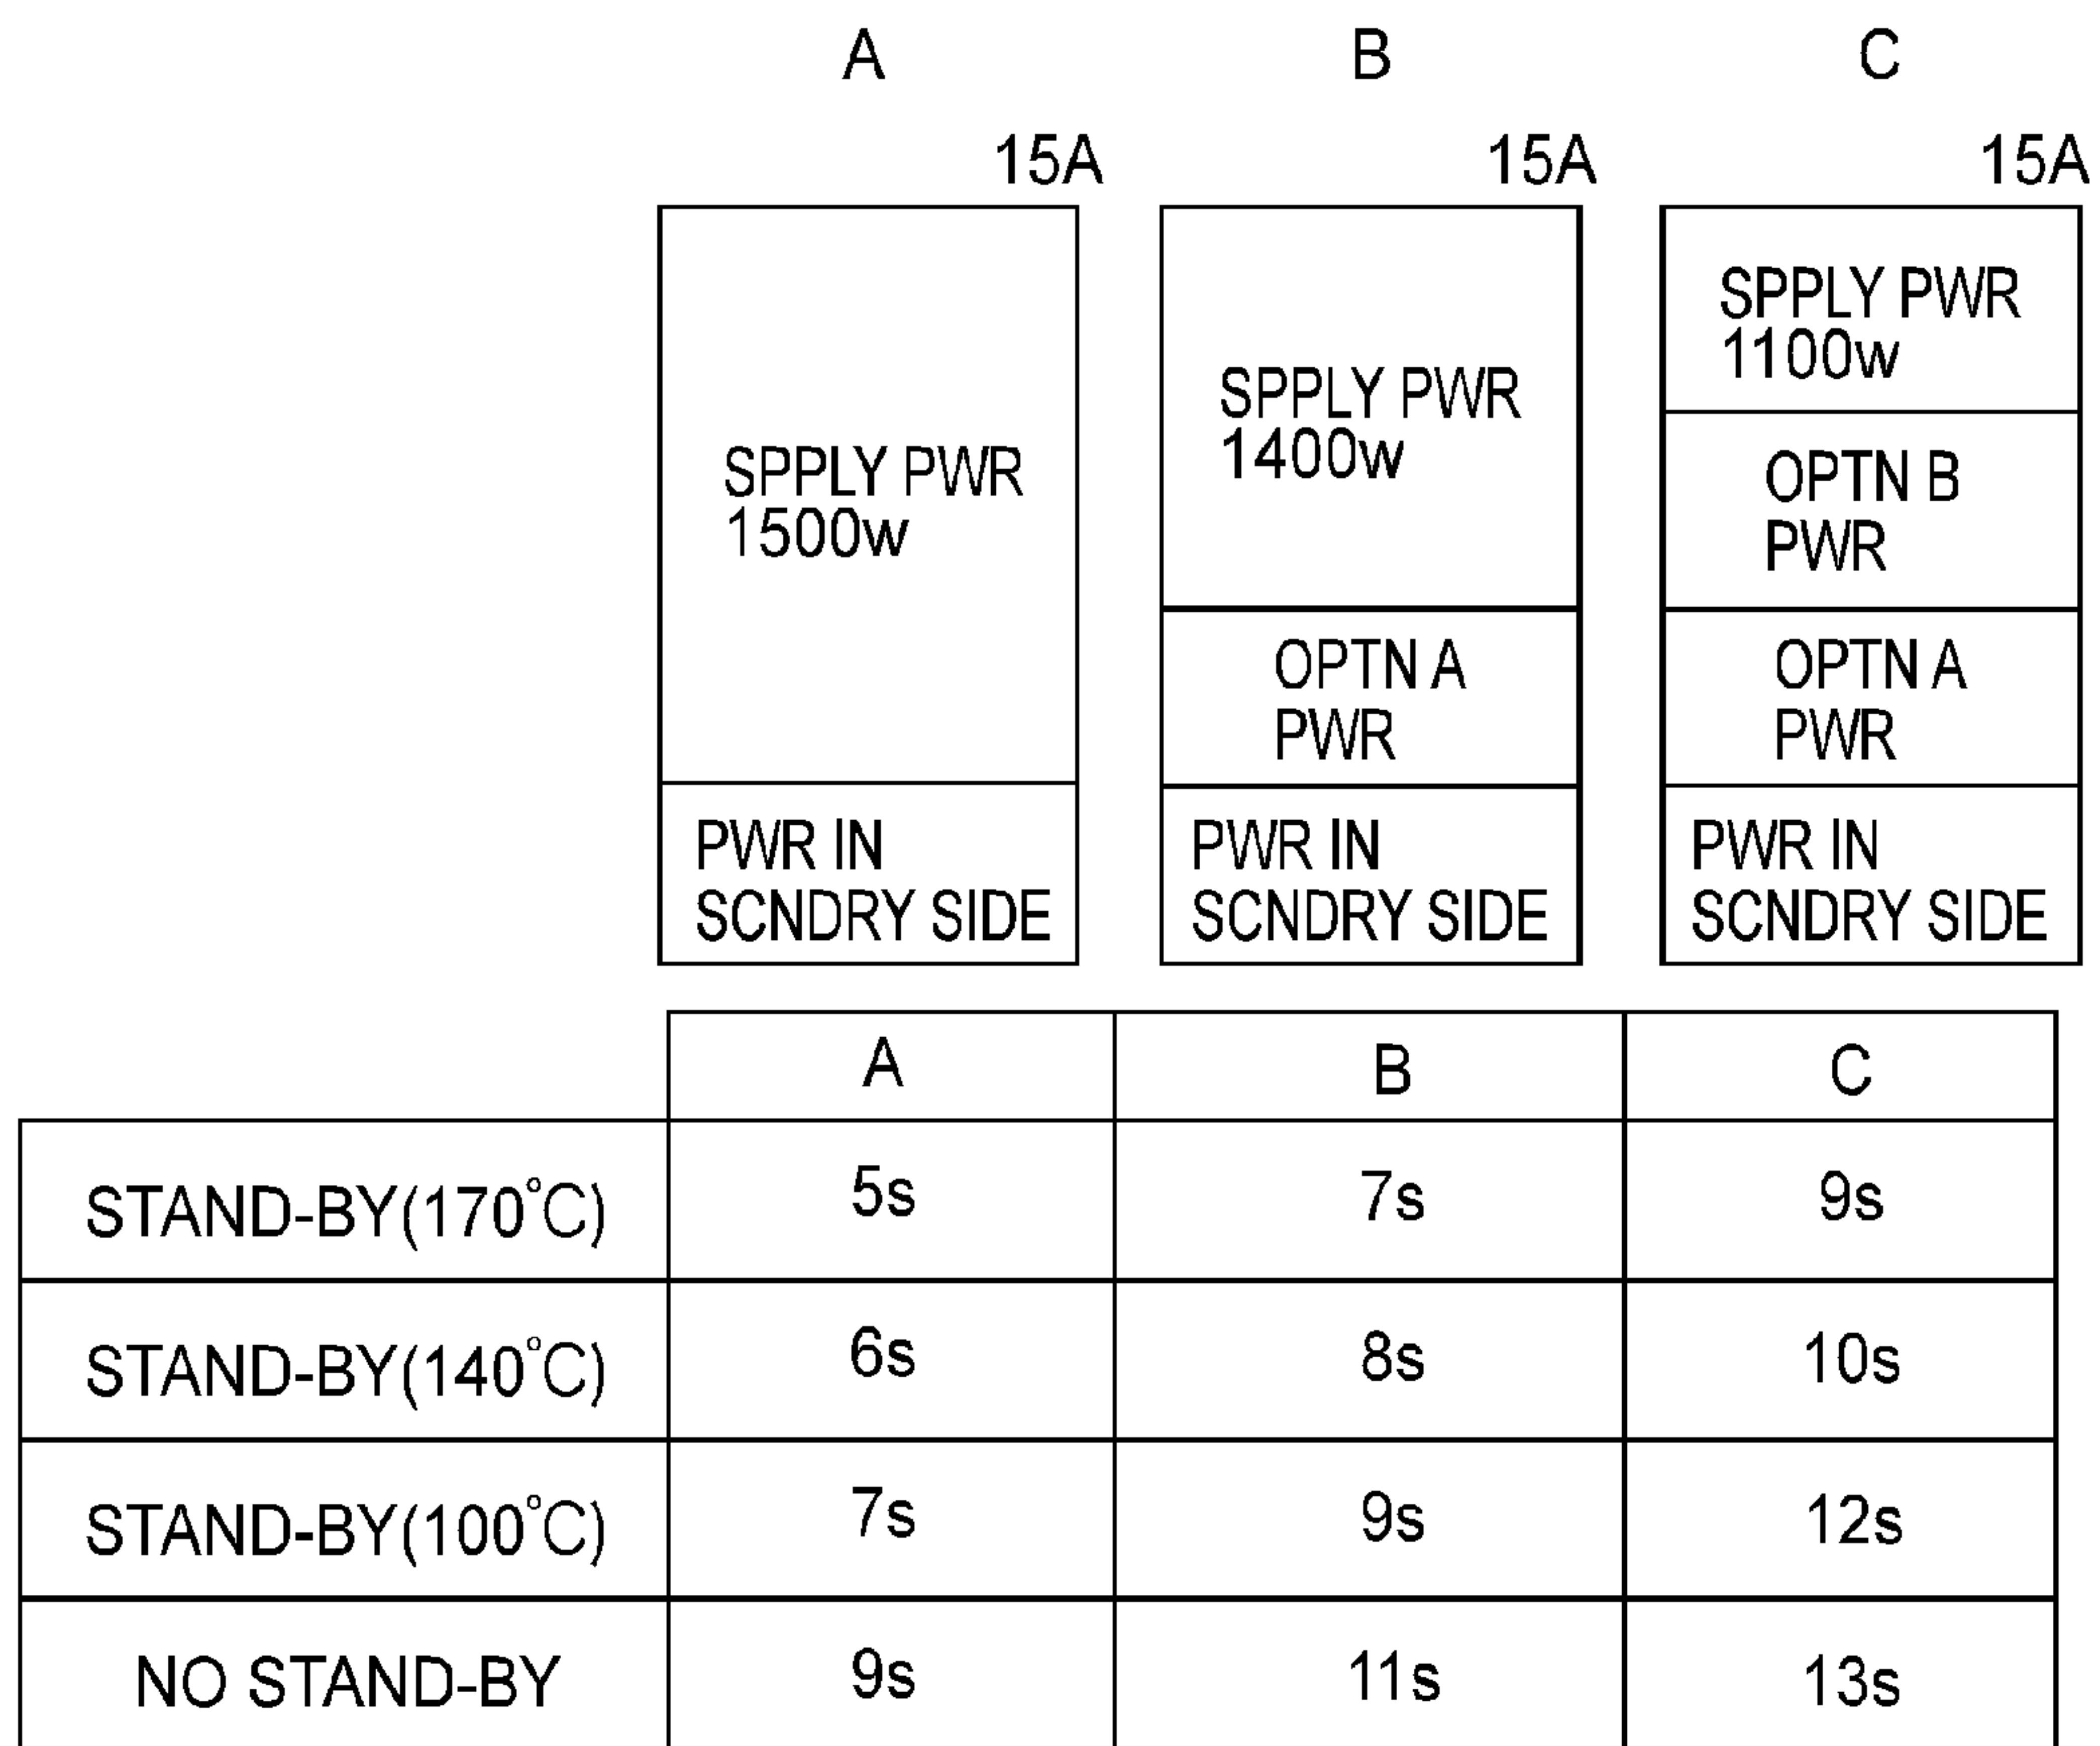 A B C
15A 15A 15A
SPPLY PWR
1500w
PWR IN
SCNDRY SIDE
SPPLY PWR
1400w
OPTN A
PWR
PWR IN
SCNDRY SIDE
SPPLY PWR
1100w
OPTN B
PWR
OPTN A
PWR
PWR IN
SCNDRY SIDE
A B C
STAND-BY(170°C) 5s 7s 9s
STAND-BY(140°C) 6s 8s 10s
STAND-BY(100°C) 7s 9s 12s
NO STAND-BY 9s 11s 13s